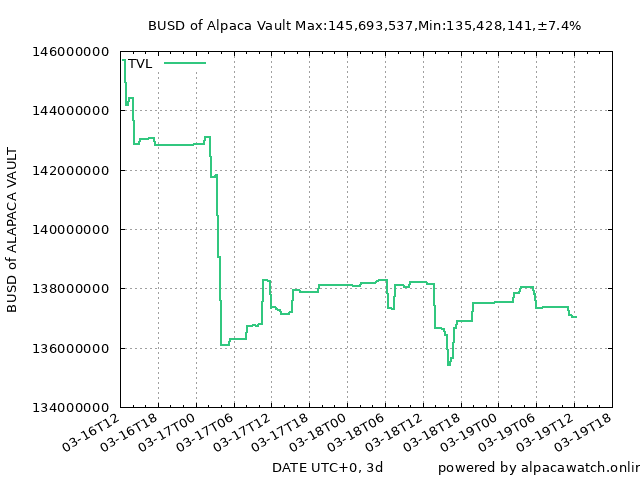 BUSD of Alpaca Vault Max:145,693,537,Min:135,428,141,±7.4%
TVL
BUSD of ALAPACA VAULT
146000000
144000000
142000000
140000000
138000000
136000000
134000000
03-16T12
03-16T18
03-17T00
03-17T06
03-17T12
03-17T18
03-18T00
03-18T06
03-18T12
03-18T18
03-19T00
03-19T06
03-19T12
03-19T18
DATE UTC+0, 3d
powered by alpacawatch.onlin